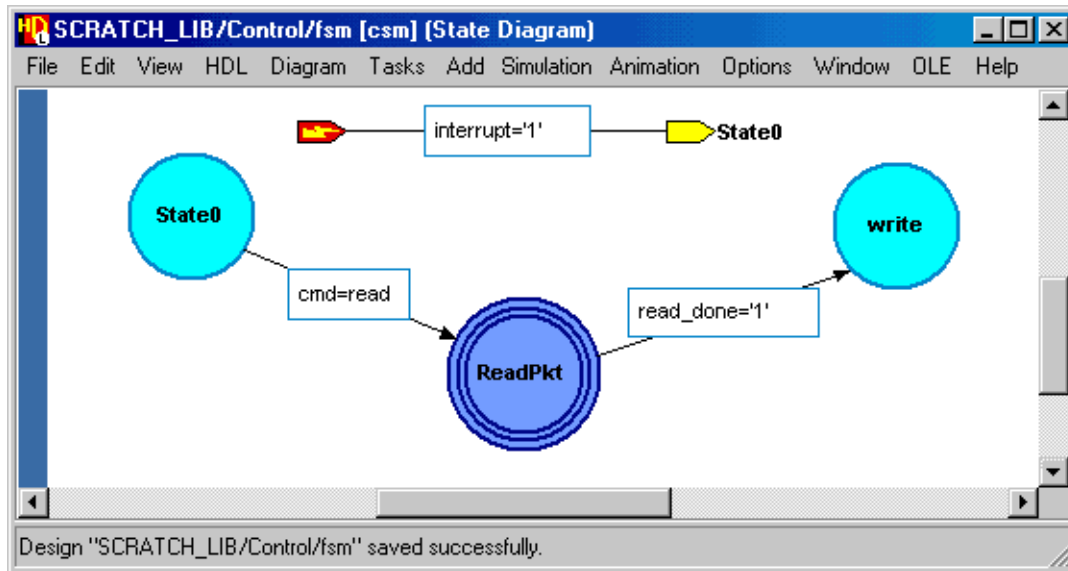 HDL SCRATCH_LIB/Control/fsm [csm] (State Diagram)
File Edit View HDL Diagram Tasks Add Simulation Animation Options Window OLE Help
interrupt='1'
State0
State0
write
cmd=read
read_done='1'
ReadPkt
Design "SCRATCH_LIB/Control/fsm" saved successfully.